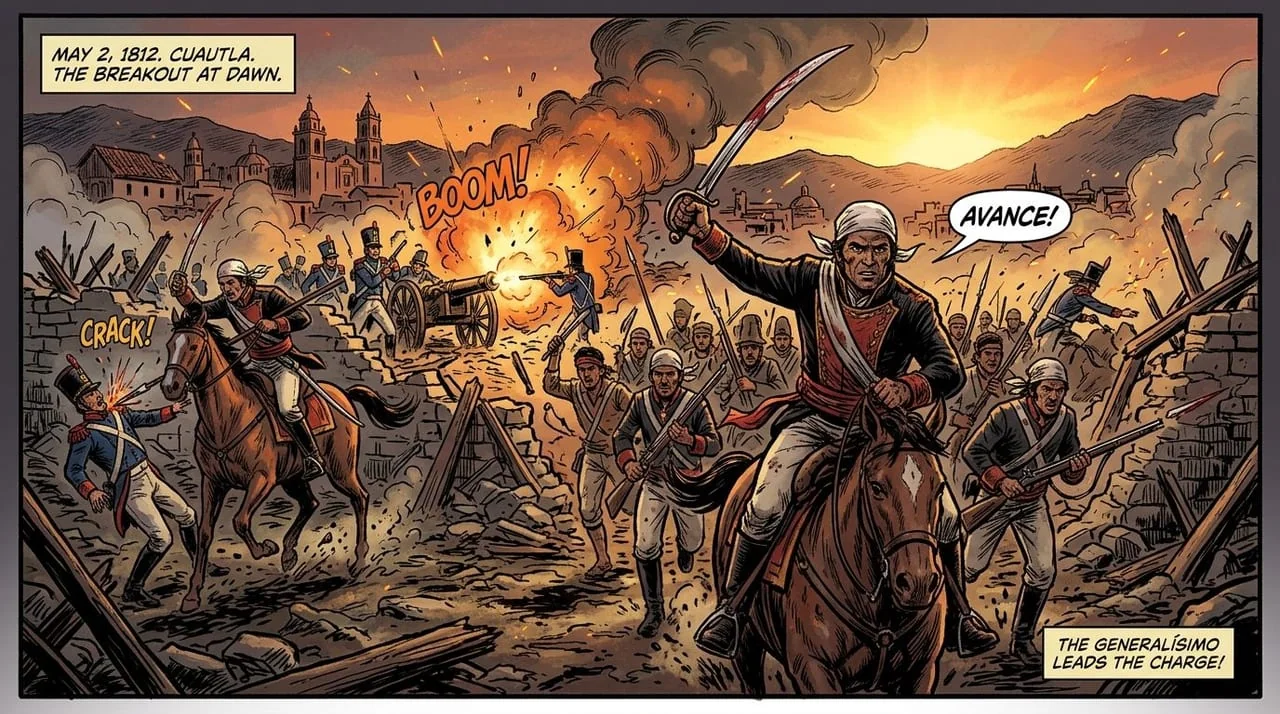 MAY 2, 1812. CUAUTLA.
THE BREAKOUT AT DAWN.
BOOM!
AVANCE!
CRACK!
THE GENERALÍSIMO
LEADS THE CHARGE!